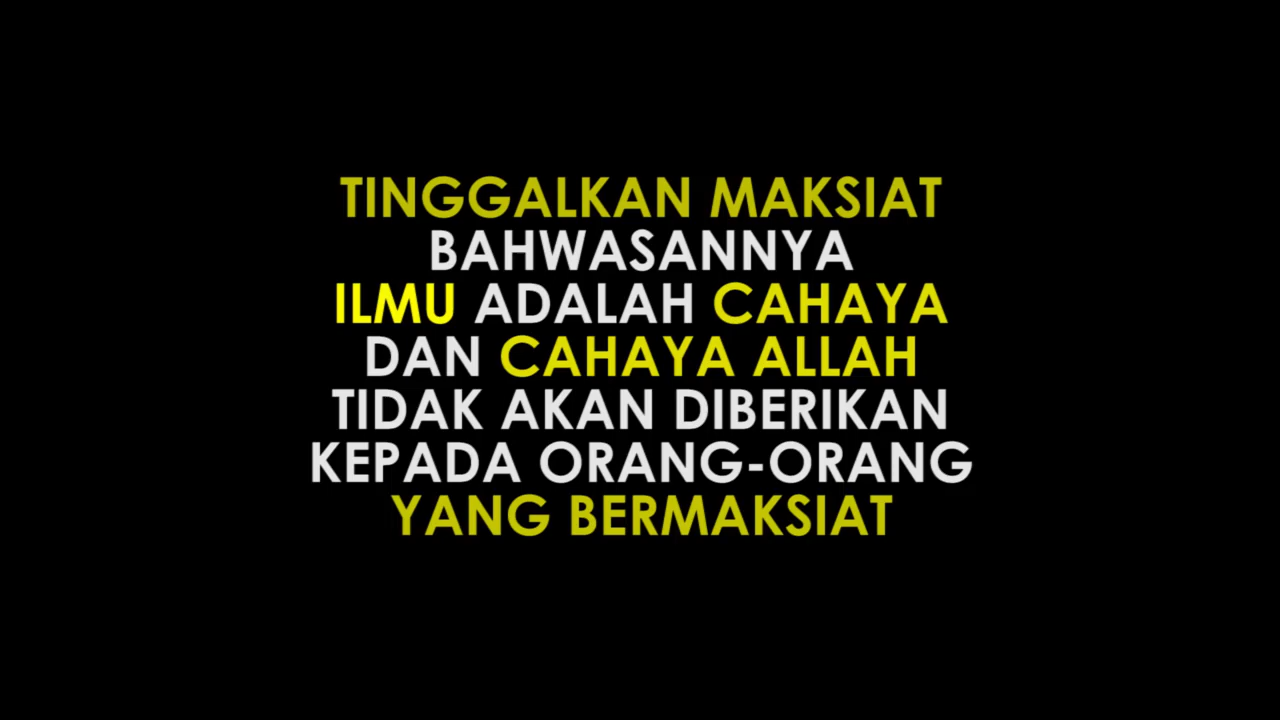 TINGGALKAN MAKSIAT
BAHWASANNYA
ILMU ADALAH CAHAYA
DAN CAHAYA ALLAH
TIDAK AKAN DIBERIKAN
KEPADA ORANG-ORANG
YANG BERMAKSIAT